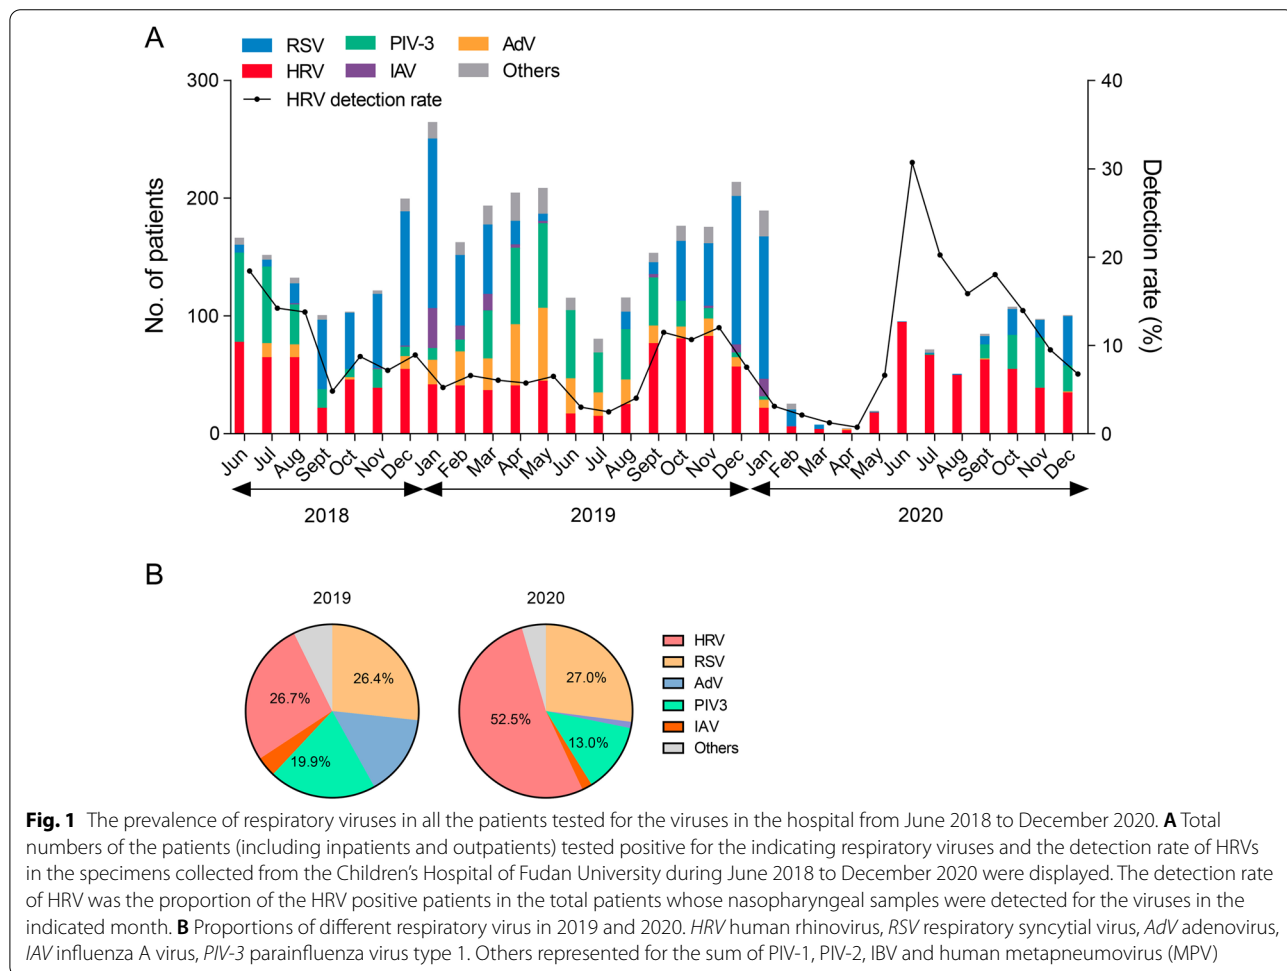 A
RSV PIV-3 AdV
HRV IAV Others
HRV detection rate
No. of patients
300
200
100
0
40
30
20
10
0
Detection rate (%)
Jun Jul Aug Sept Oct Nov Dec Jan Feb Mar Apr May Jun Jul Aug Sept Oct Nov Dec Jan Feb Mar Apr May Jun Jul Aug Sept Oct Nov Dec
2018 2019 2020
B
2019 2020
26.4%
26.7%
19.9%
27.0%
52.5%
13.0%
HRV
RSV
AdV
PIV3
IAV
Others
Fig. 1 The prevalence of respiratory viruses in all the patients tested for the viruses in the hospital from June 2018 to December 2020. A Total
numbers of the patients (including inpatients and outpatients) tested positive for the indicating respiratory viruses and the detection rate of HRVs
in the specimens collected from the Children's Hospital of Fudan University during June 2018 to December 2020 were displayed. The detection rate
of HRV was the proportion of the HRV positive patients in the total patients whose nasopharyngeal samples were detected for the viruses in the
indicated month. B Proportions of different respiratory virus in 2019 and 2020. HRV human rhinovirus, RSV respiratory syncytial virus, AdV adenovirus,
IAV influenza A virus, PIV-3 parainfluenza virus type 1. Others represented for the sum of PIV-1, PIV-2, IBV and human metapneumovirus (MPV)